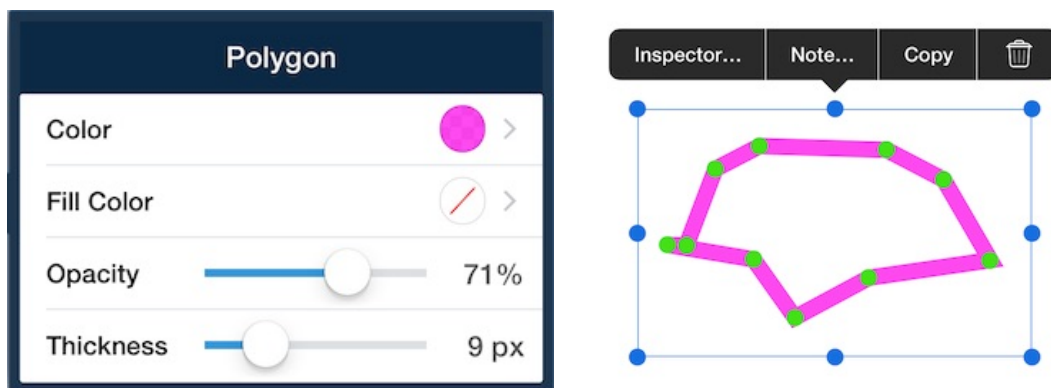 Polygon
Color
Fill Color
Opacity 71%
Thickness 9 px
Inspector... Note... Copy